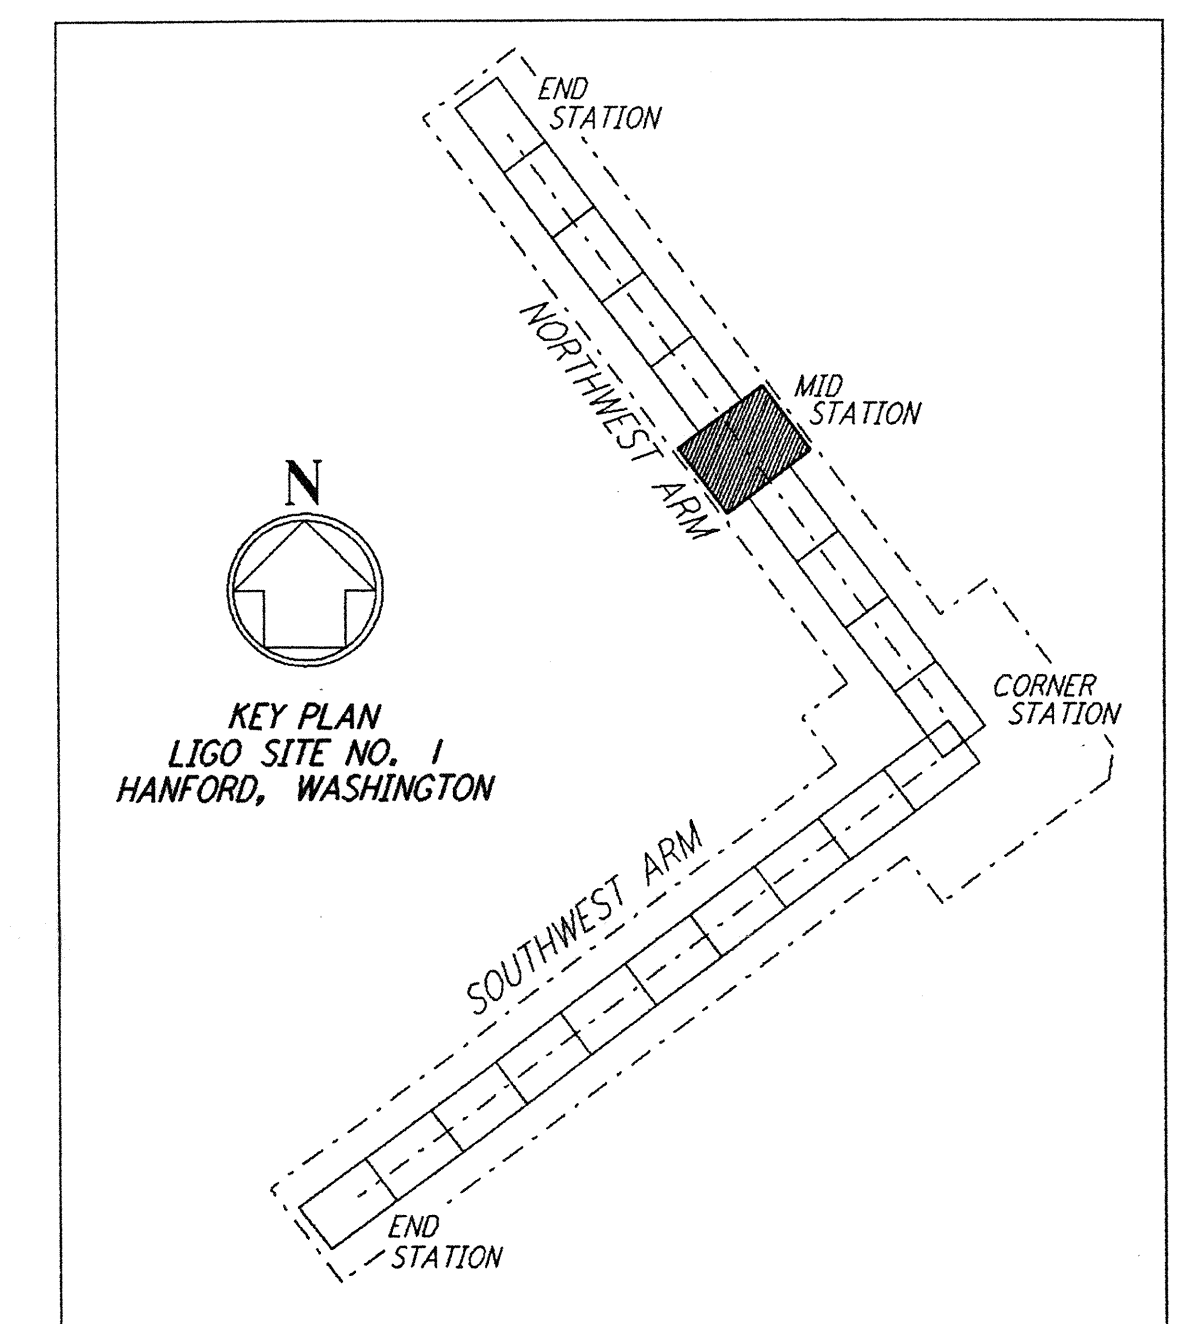 END
STATION
NORTHWEST ARM
MID
STATION
N
CORNER
STATION
KEY PLAN
LIGO SITE NO. 1
HANFORD, WASHINGTON
SOUTHWEST ARM
END
STATION